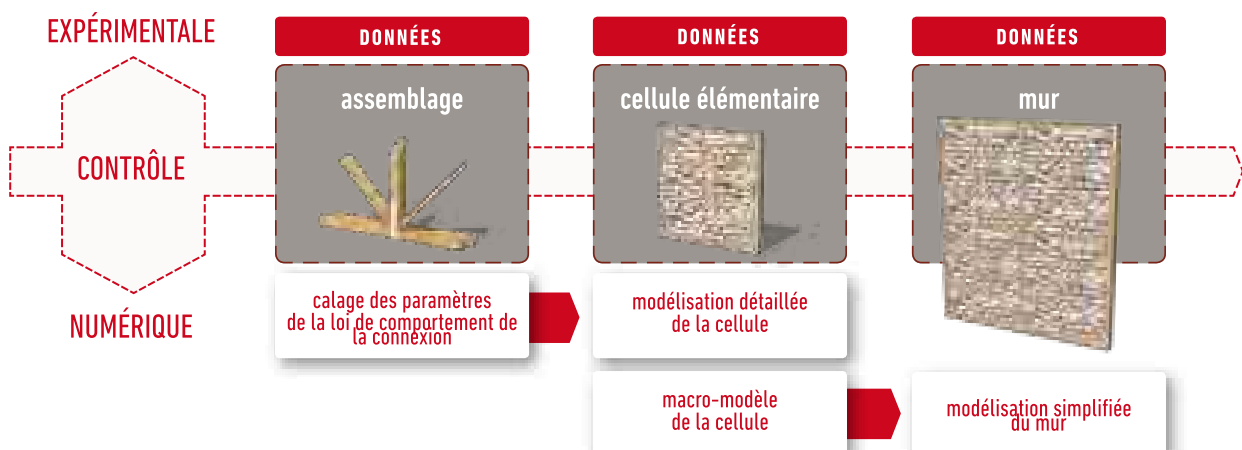 EXPÉRIMENTALE
CONTRÔLE
NUMÉRIQUE
DONNÉES
assemblage
calage des paramètres
de la loi de comportement de
la connexion
DONNÉES
cellule élémentaire
modélisation détaillée
de la cellule
macro-modèle
de la cellule
DONNÉES
mur
modélisation simplifiée
du mur